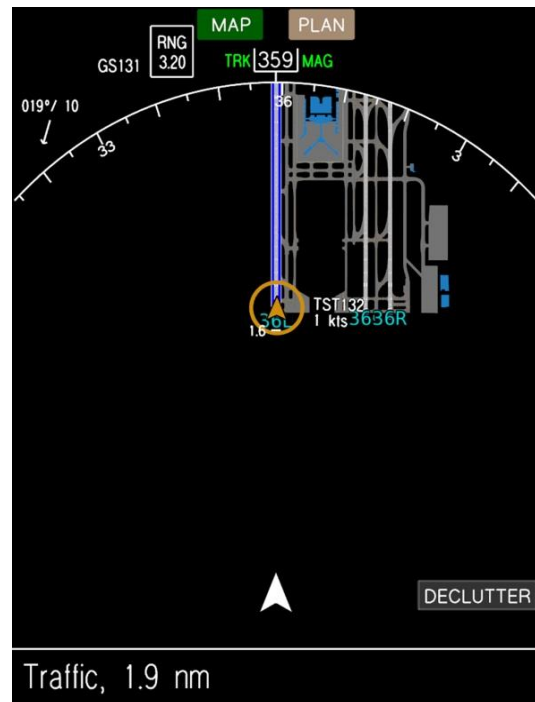 MAP PLAN
RNG
3.20
GS131
TRK 359 MAG
019°/ 10
33
36
3
TST132
1 kts
36L
36R
1.6
DECLUTTER
Traffic, 1.9 nm